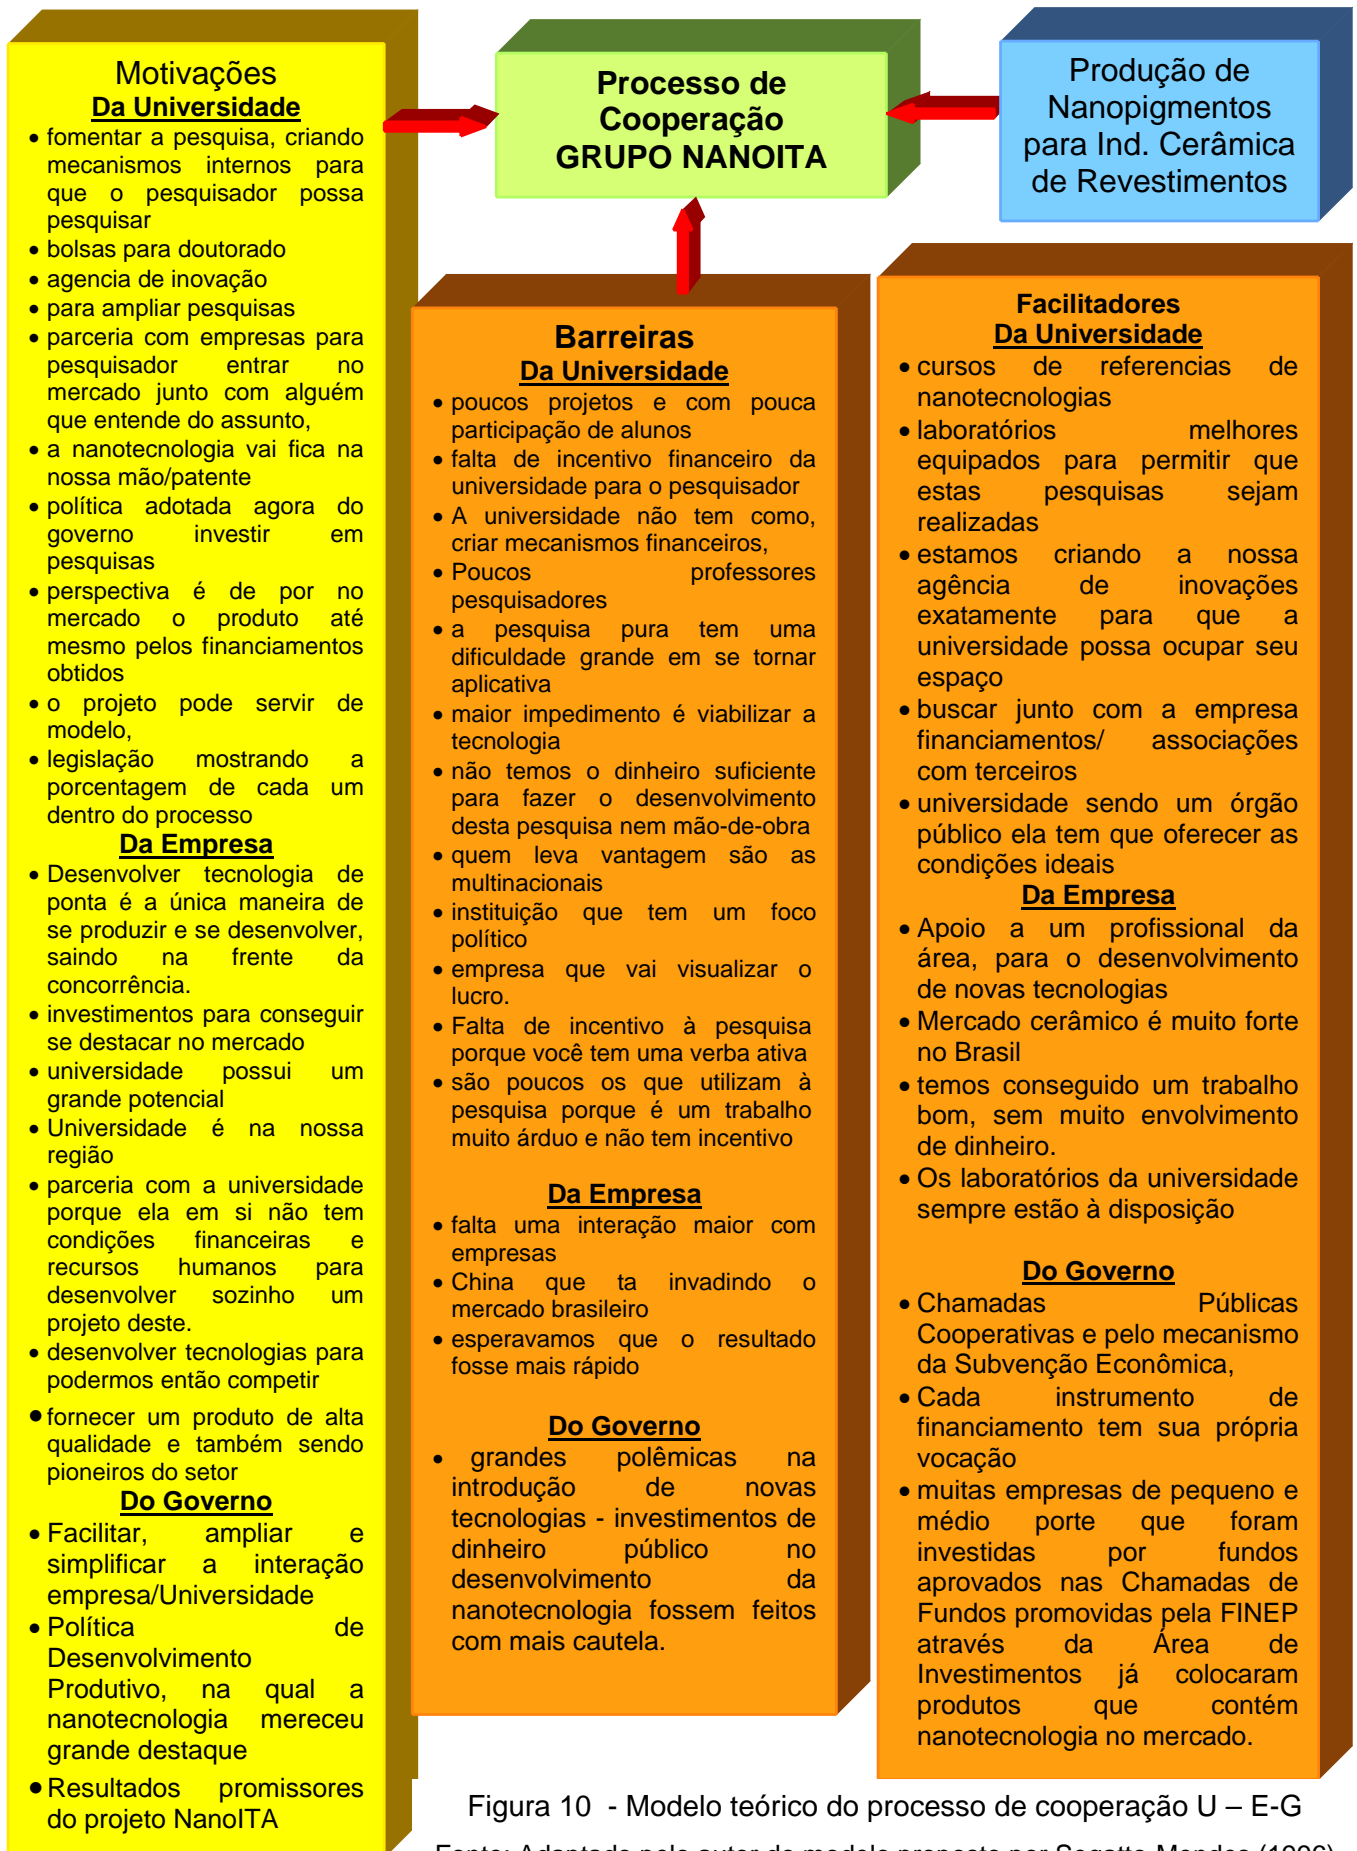 Motivações
Da Universidade
• fomentar a pesquisa, criando
mecanismos internos para
que o pesquisador possa
pesquisar
• bolsas para doutorado
• agencia de inovação
• para ampliar pesquisas
• parceria com empresas para
pesquisador entrar no
mercado junto com alguém
que entende do assunto,
• a nanotecnologia vai fica na
nossa mão/patente
• política adotada agora do
governo investir em
pesquisas
• perspectiva é de por no
mercado o produto até
mesmo pelos financiamentos
obtidos
• o projeto pode servir de
modelo,
• legislação mostrando a
porcentagem de cada um
dentro do processo
Da Empresa
• Desenvolver tecnologia de
ponta é a única maneira de
se produzir e se desenvolver,
saindo na frente da
concorrência.
• investimentos para conseguir
se destacar no mercado
• universidade possui um
grande potencial
• Universidade é na nossa
região
• parceria com a universidade
porque ela em si não tem
condições financeiras e
recursos humanos para
desenvolver sozinho um
projeto deste.
• desenvolver tecnologias para
podermos então competir
• fornecer um produto de alta
qualidade e também sendo
pioneiros do setor
Do Governo
• Facilitar, ampliar e
simplificar a interação
empresa/Universidade
• Política de
Desenvolvimento
Produtivo, na qual a
nanotecnologia mereceu
grande destaque
• Resultados promissores
do projeto NanoITA
Processo de
Cooperação
GRUPO NANOITA
Produção de
Nanopigmentos
para Ind. Cerâmica
de Revestimentos
Barreiras
Da Universidade
• poucos projetos e com pouca
participação de alunos
• falta de incentivo financeiro da
universidade para o pesquisador
• A universidade não tem como,
criar mecanismos financeiros,
• Poucos professores
pesquisadores
• a pesquisa pura tem uma
dificuldade grande em se tornar
aplicativa
• maior impedimento é viabilizar a
tecnologia
• não temos o dinheiro suficiente
para fazer o desenvolvimento
desta pesquisa nem mão-de-obra
• quem leva vantagem são as
multinacionais
• instituição que tem um foco
político
• empresa que vai visualizar o
lucro.
• Falta de incentivo à pesquisa
porque você tem uma verba ativa
• são poucos os que utilizam à
pesquisa porque é um trabalho
muito árduo e não tem incentivo
Da Empresa
• falta uma interação maior com
empresas
• China que ta invadindo o
mercado brasileiro
• esperavamos que o resultado
fosse mais rápido
Do Governo
• grandes polêmicas na
introdução de novas
tecnologias - investimentos de
dinheiro público no
desenvolvimento da
nanotecnologia fossem feitos
com mais cautela.
Facilitadores
Da Universidade
• cursos de referencias de
nanotecnologias
• laboratórios melhores
equipados para permitir que
estas pesquisas sejam
realizadas
• estamos criando a nossa
agência de inovações
exatamente para que a
universidade possa ocupar seu
espaço
• buscar junto com a empresa
financiamentos/ associações
com terceiros
• universidade sendo um órgão
público ela tem que oferecer as
condições ideais
Da Empresa
• Apoio a um profissional da
área, para o desenvolvimento
de novas tecnologias
• Mercado cerâmico é muito forte
no Brasil
• temos conseguido um trabalho
bom, sem muito envolvimento
de dinheiro.
• Os laboratórios da universidade
sempre estão à disposição
Do Governo
• Chamadas Públicas
Cooperativas e pelo mecanismo
da Subvenção Econômica,
• Cada instrumento de
financiamento tem sua própria
vocação
• muitas empresas de pequeno e
médio porte que foram
investidas por fundos
aprovados nas Chamadas de
Fundos promovidas pela FINEP
através da Área de
Investimentos já colocaram
produtos que contém
nanotecnologia no mercado.
Figura 10 - Modelo teórico do processo de cooperação U – E-G
Fonte: Adaptado pelo autor do modelo proposto por Segatto-Mendes (1996)